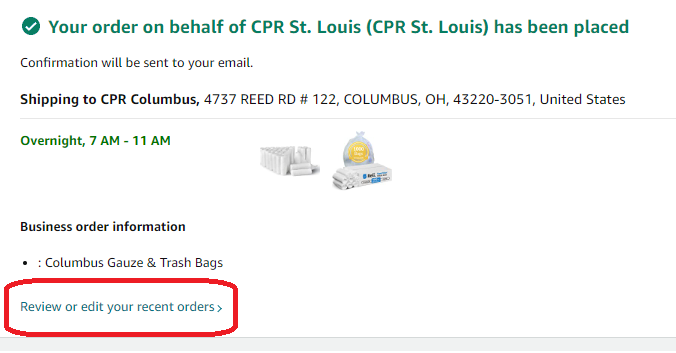 Your order on behalf of CPR St. Louis (CPR St. Louis) has been placed
Confirmation will be sent to your email.
Shipping to CPR Columbus, 4737 REED RD # 122, COLUMBUS, OH, 43220-3051, United States
Overnight, 7 AM - 11 AM
Business order information
: Columbus Gauze & Trash Bags
Review or edit your recent orders ›